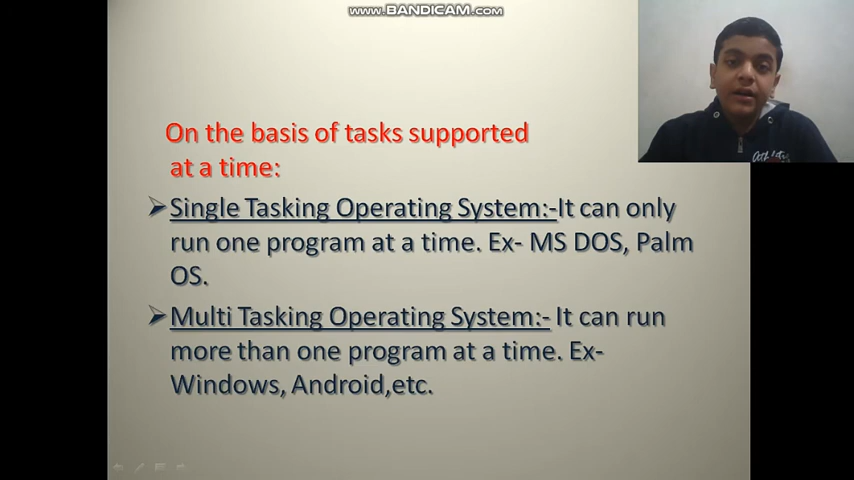 WWW.BANDICAM.COM
On the basis of tasks supported
at a time:
Single Tasking Operating System:-It can only
run one program at a time. Ex- MS DOS, Palm
OS.
Multi Tasking Operating System:- It can run
more than one program at a time. Ex-
Windows, Android,etc.